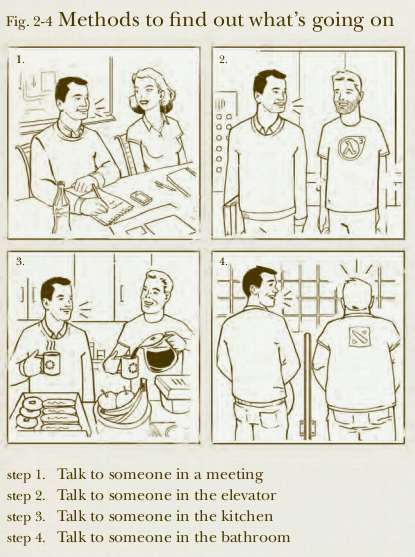 Fig. 2-4 Methods to find out what's going on
1.
2.
λ3
3.
4.
step 1. Talk to someone in a meeting
step 2. Talk to someone in the elevator
step 3. Talk to someone in the kitchen
step 4. Talk to someone in the bathroom